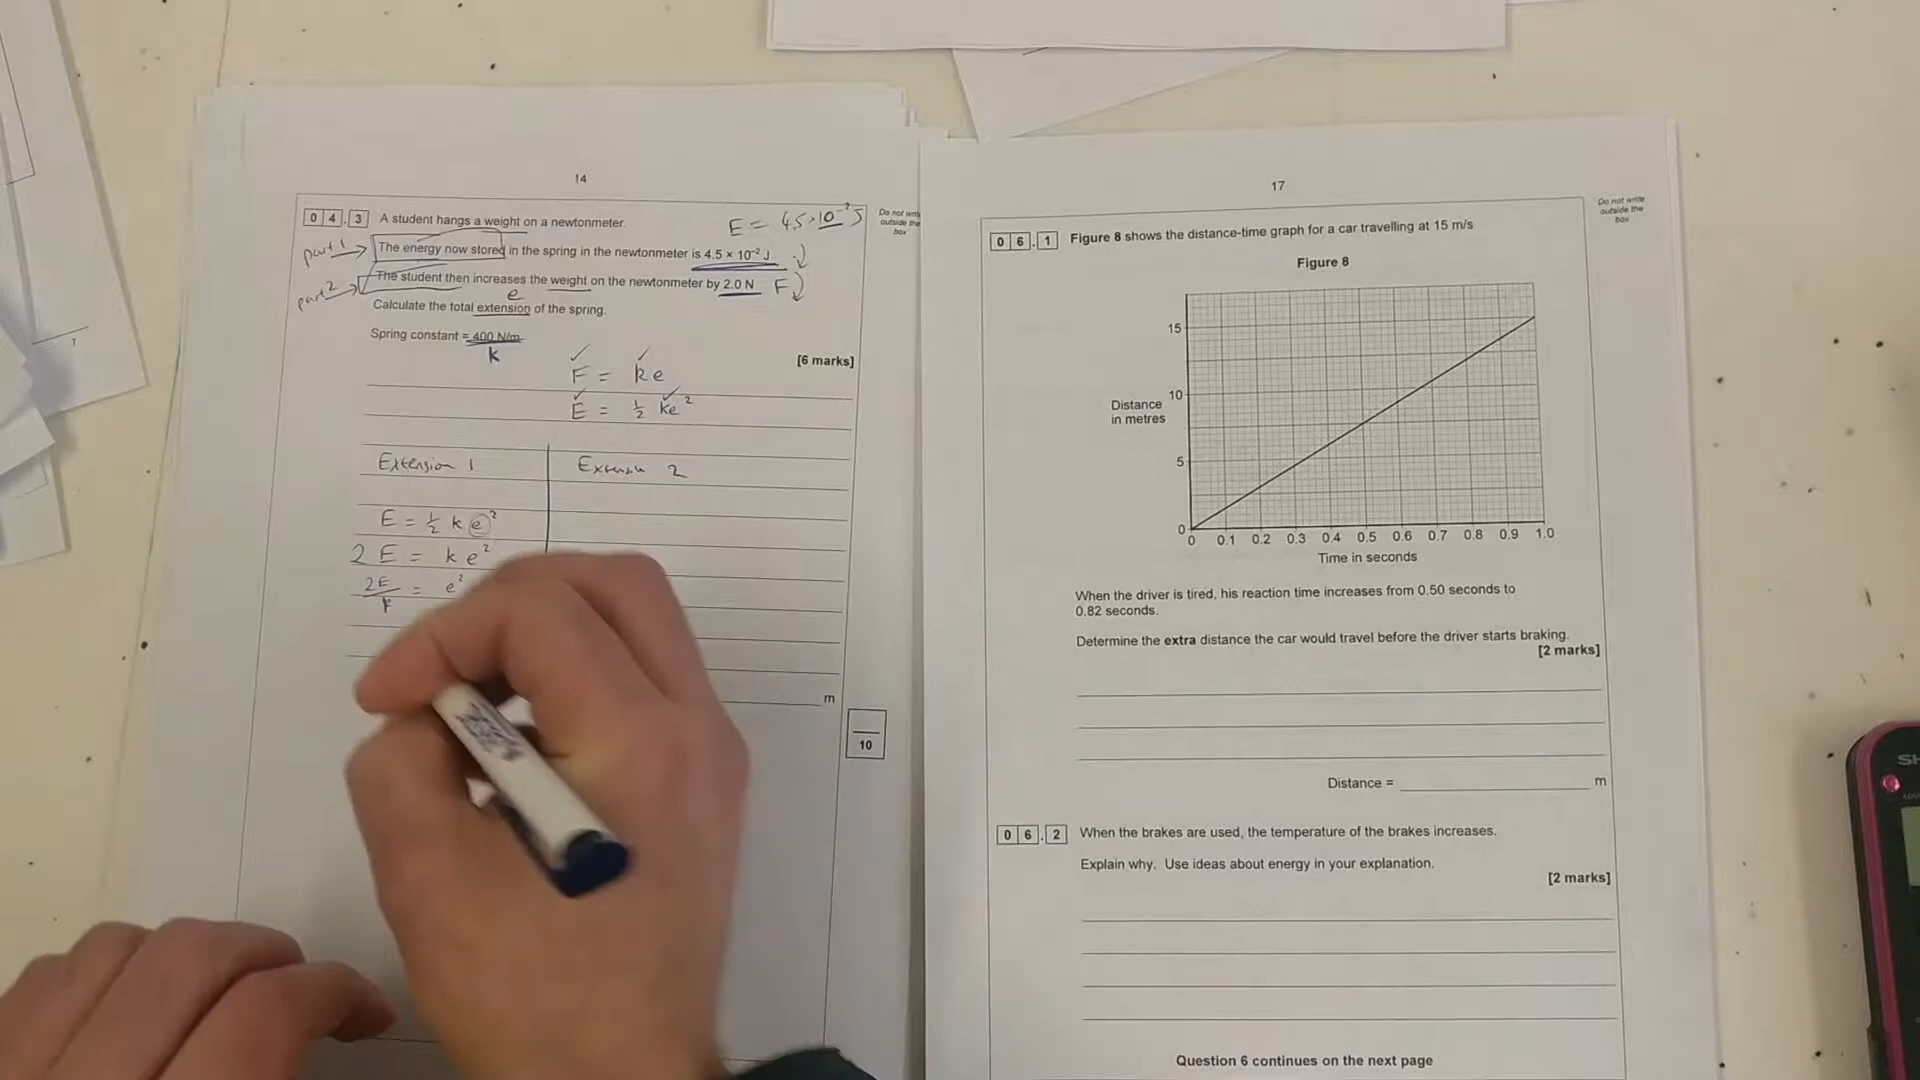 14
0 4 . 3 A student hangs a weight on a newtonmeter.
E = 4.5 × 10⁻² J
Do not write
outside the
box
part 1
The energy now stored in the spring in the newtonmeter is 4.5 × 10⁻² J
part 2
The student then increases the weight on the newtonmeter by 2.0 N F
e
Calculate the total extension of the spring.
Spring constant = 400 N/m
k
[6 marks]
F = ke
E = ½ ke²
Extension 1
Extension 2
E = ½ k e²
2 E = k e²
2E/k = e²
m
10
17
Do not write
outside the
box
0 6 . 1 Figure 8 shows the distance-time graph for a car travelling at 15 m/s
Figure 8
15
10
5
0
Distance
in metres
0 0.1 0.2 0.3 0.4 0.5 0.6 0.7 0.8 0.9 1.0
Time in seconds
When the driver is tired, his reaction time increases from 0.50 seconds to
0.82 seconds.
Determine the extra distance the car would travel before the driver starts braking.
[2 marks]
Distance = m
0 6 . 2 When the brakes are used, the temperature of the brakes increases.
Explain why. Use ideas about energy in your explanation.
[2 marks]
Question 6 continues on the next page